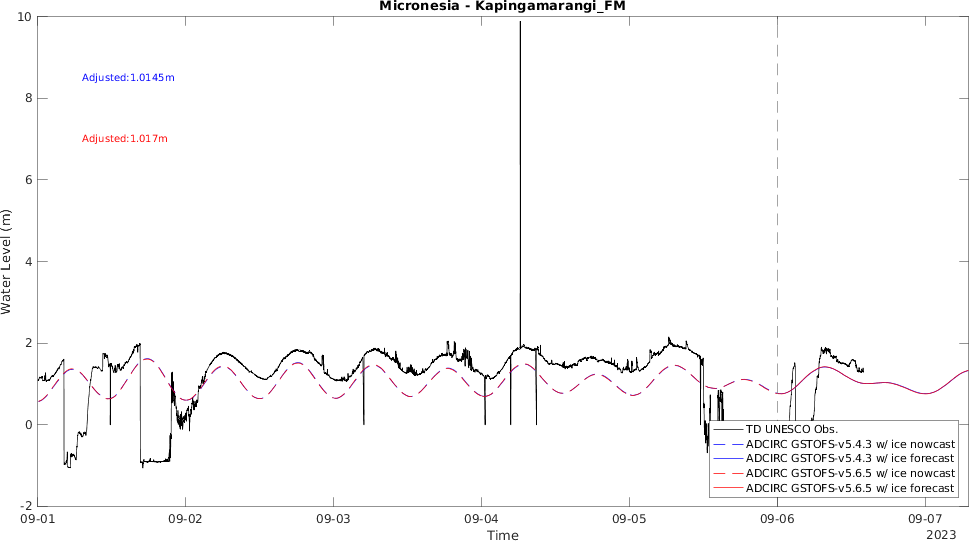 Micronesia - Kapingamarangi_FM
Adjusted:1.0145m
Adjusted:1.017m
Water Level (m)
10
8
6
4
2
0
-2
TD UNESCO Obs.
ADCIRC GSTOFS-v5.4.3 w/ ice nowcast
ADCIRC GSTOFS-v5.4.3 w/ ice forecast
ADCIRC GSTOFS-v5.6.5 w/ ice nowcast
ADCIRC GSTOFS-v5.6.5 w/ ice forecast
09-01 09-02 09-03 09-04 09-05 09-06 09-07
Time
2023